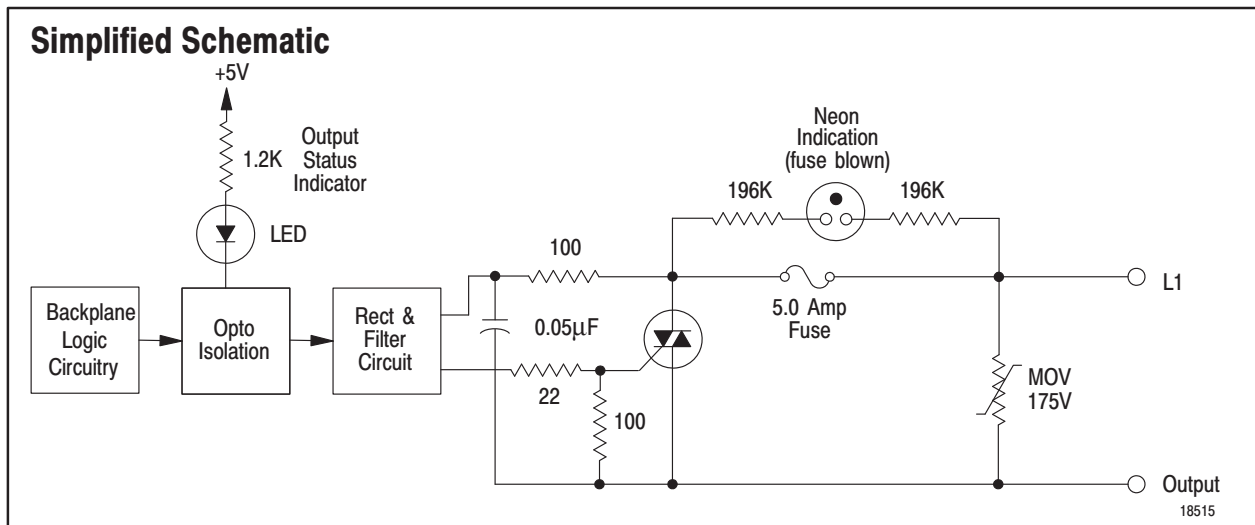 Simplified Schematic
+5V
1.2K
Output
Status
Indicator
LED
Neon
Indication
(fuse blown)
196K
196K
100
L1
5.0 Amp
Fuse
Backplane
Logic
Circuitry
Opto
Isolation
Rect &
Filter
Circuit
0.05µF
22
100
MOV
175V
Output
18515